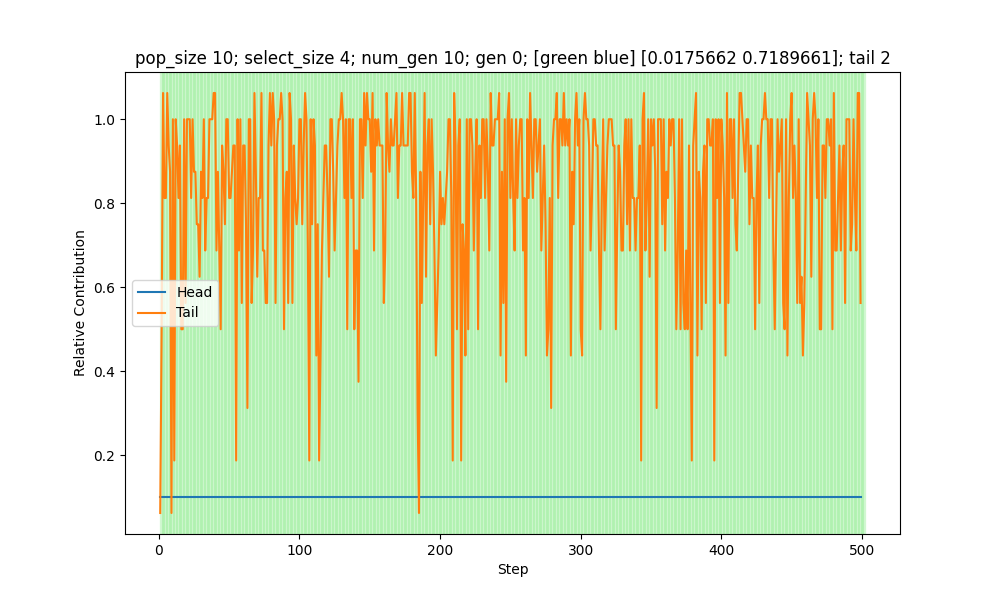 pop_size 10; select_size 4; num_gen 10; gen 0; [green blue] [0.0175662 0.7189661]; tail 2
1.0
0.8
0.6
0.4
0.2
Relative Contribution
Head
Tail
0 100 200 300 400 500
Step